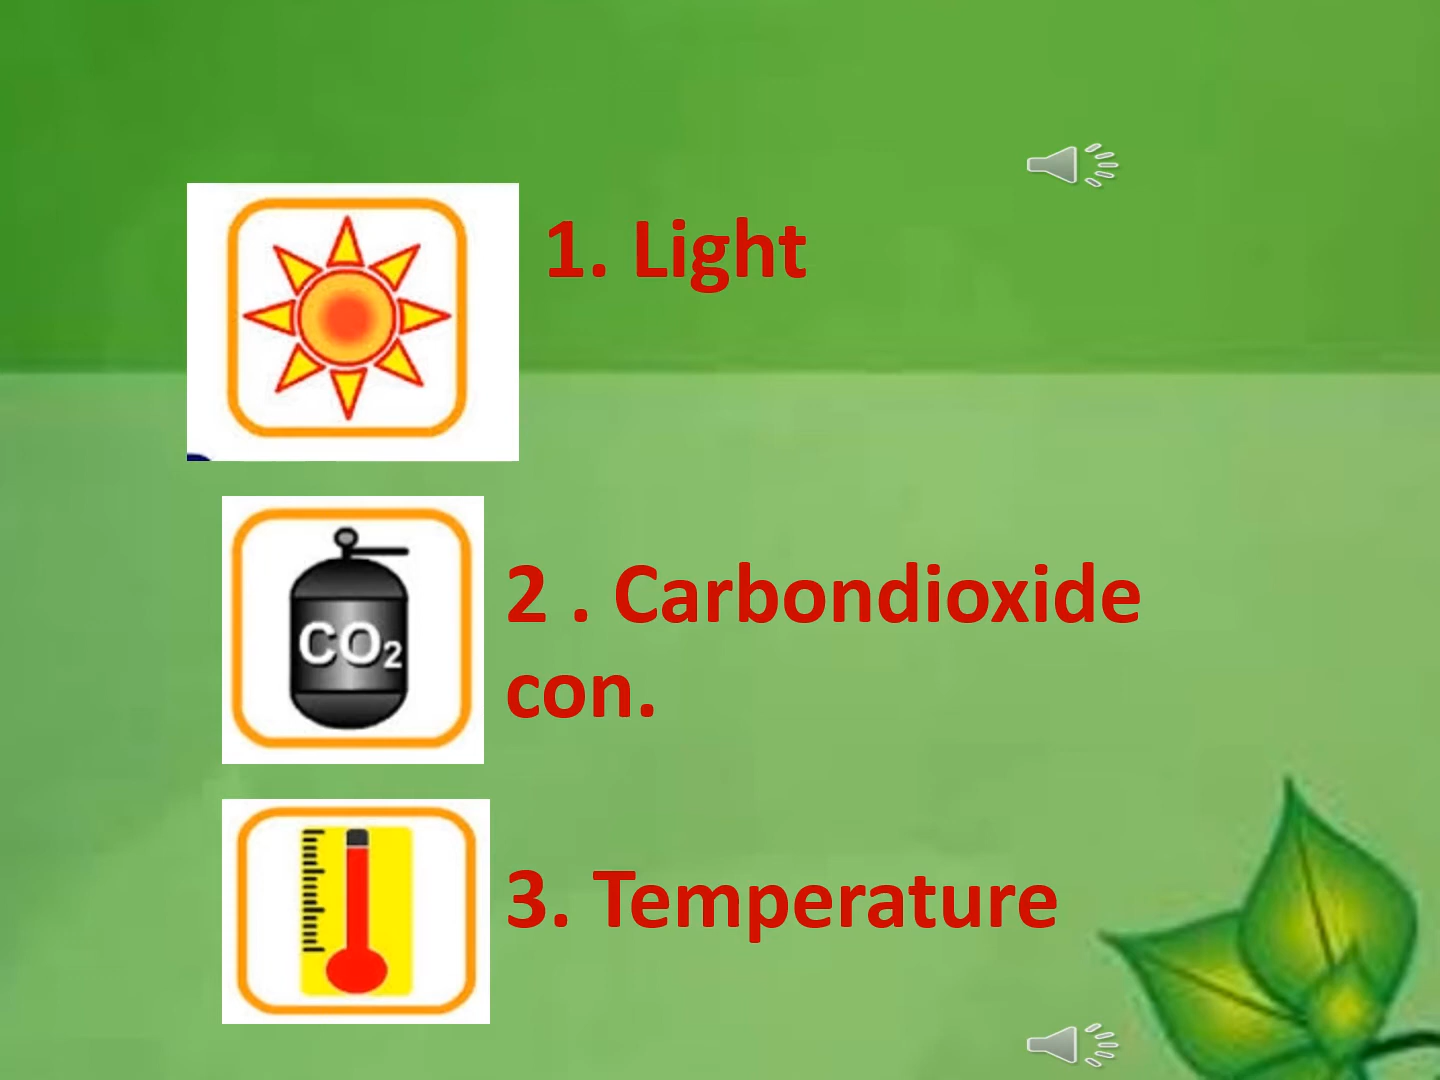 1. Light
CO₂
2 . Carbondioxide
con.
3. Temperature